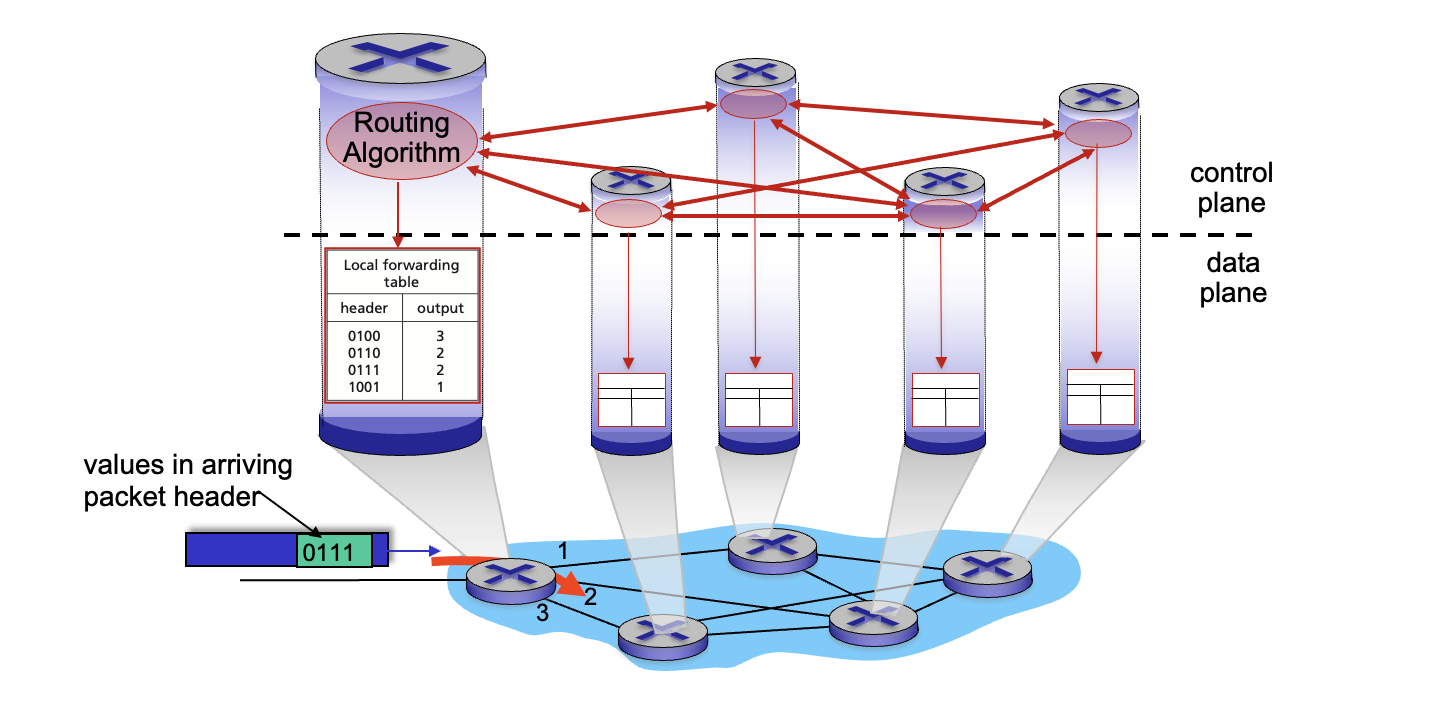 Routing
Algorithm
control
plane
data
plane
Local forwarding
table
header output
0100 3
0110 2
0111 2
1001 1
values in arriving
packet header
0111
1
2
3